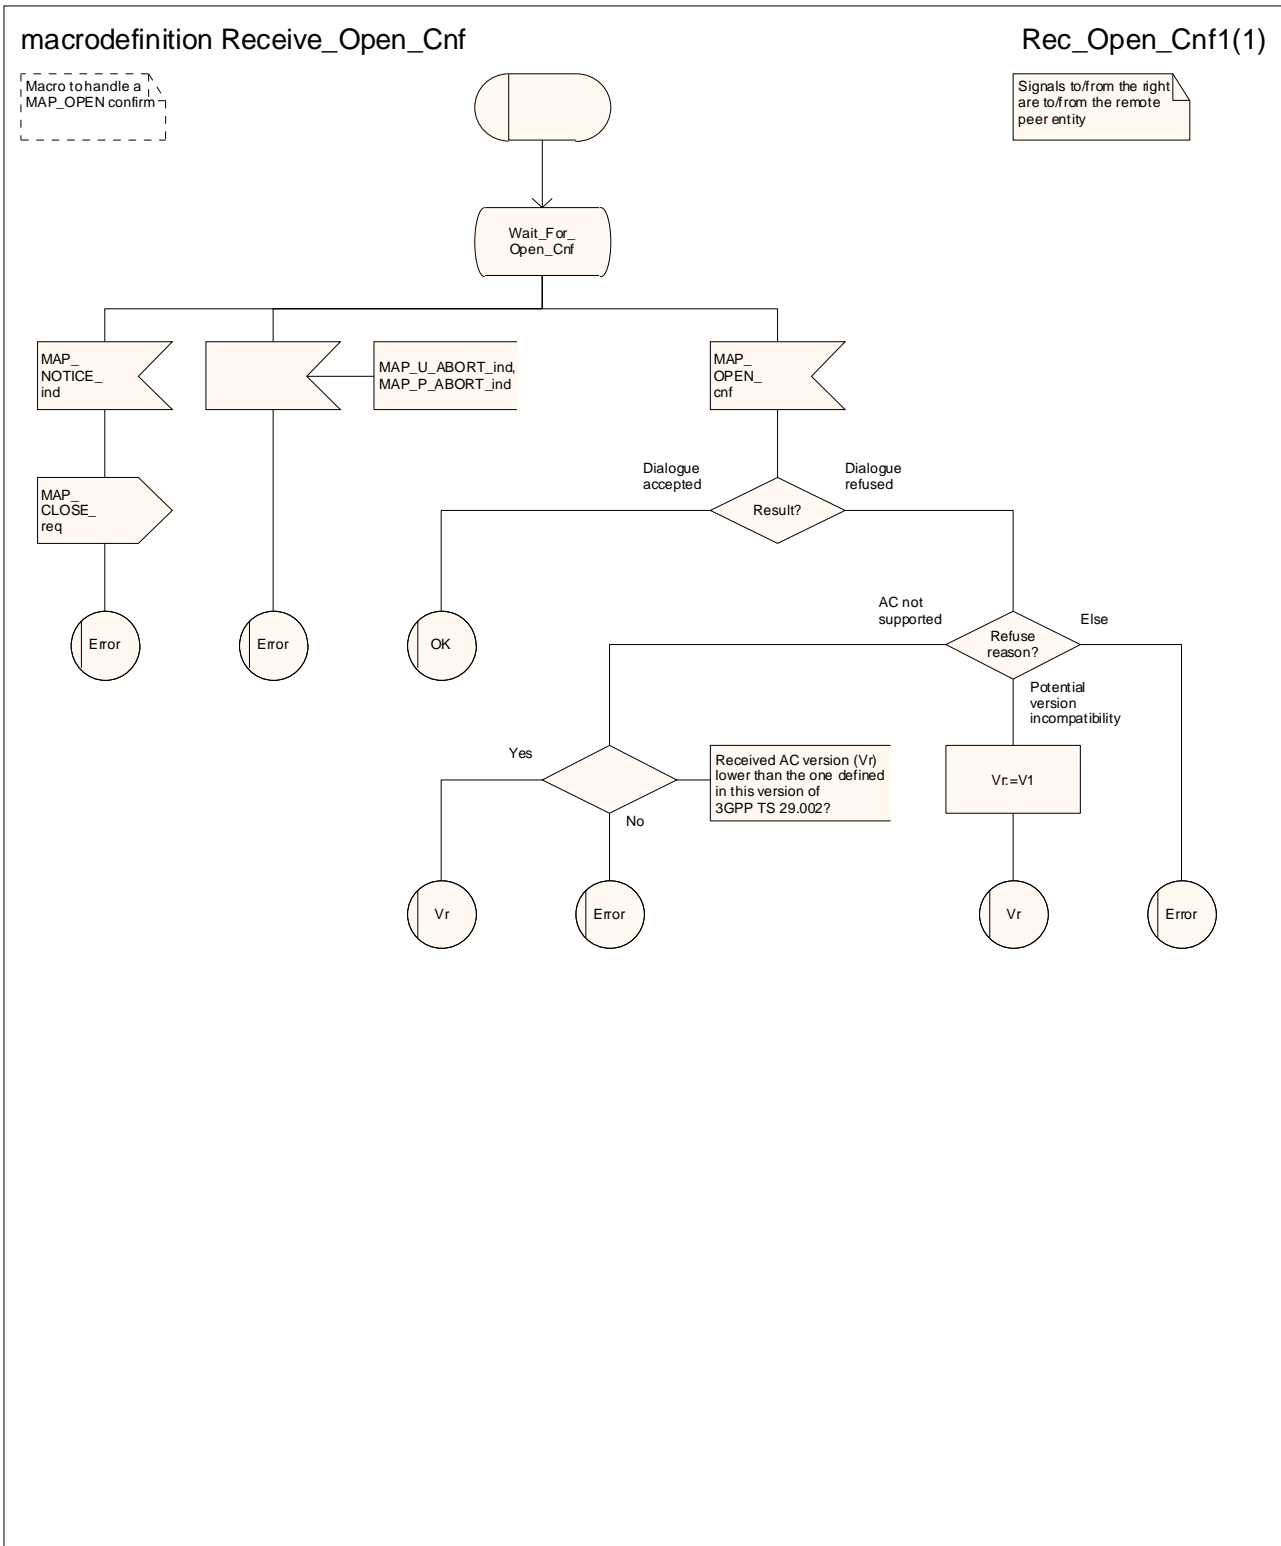 macrodefinition Receive_Open_Cnf
Rec_Open_Cnf1(1)
Macro to handle a
MAP_OPEN confirm
Signals to/from the right
are to/from the remote
peer entity
Wait_For_
Open_Cnf
MAP_
NOTICE_
ind
MAP_U_ABORT_ind,
MAP_P_ABORT_ind
MAP_
OPEN_
cnf
MAP_
CLOSE_
req
Dialogue
accepted
Result?
Dialogue
refused
Error
Error
OK
AC not
supported
Refuse
reason?
Else
Potential
version
incompatibility
Yes
Received AC version (Vr)
lower than the one defined
in this version of
3GPP TS 29.002?
No
Vr:=V1
Vr
Error
Vr
Error